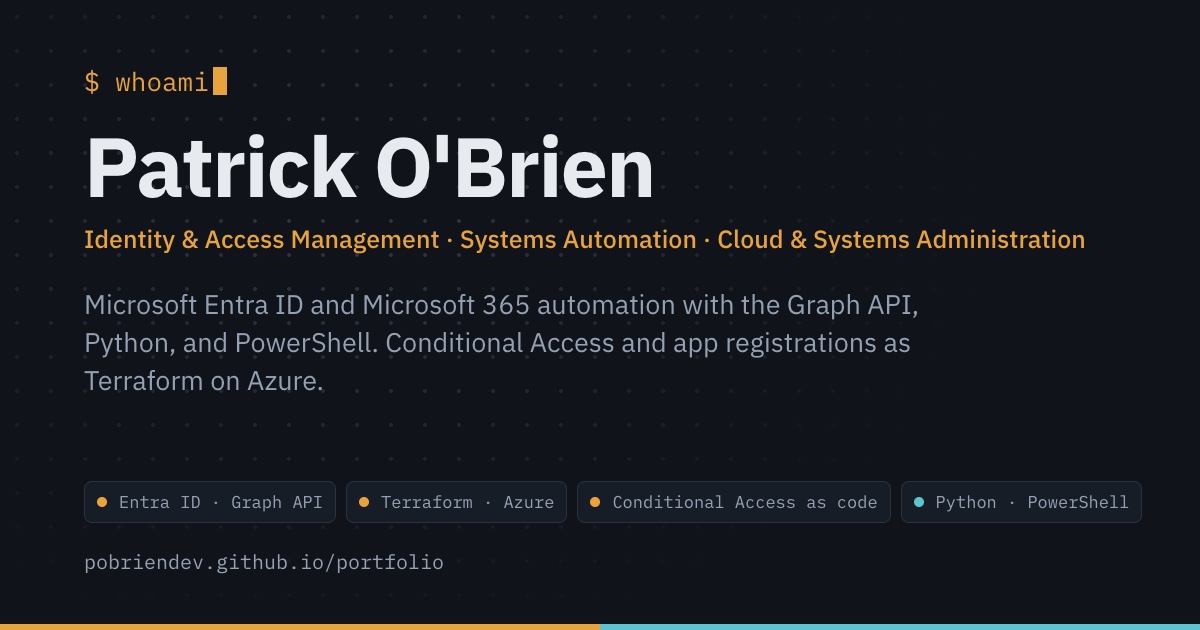 $ whoami
Patrick O'Brien
Identity & Access Management · Systems Automation · Cloud & Systems Administration
Microsoft Entra ID and Microsoft 365 automation with the Graph API,
Python, and PowerShell. Conditional Access and app registrations as
Terraform on Azure.
Entra ID · Graph API
Terraform · Azure
Conditional Access as code
Python · PowerShell
pobriendev.github.io/portfolio